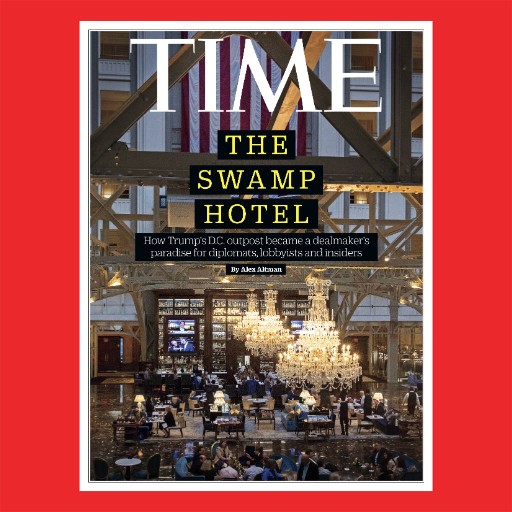 TIME
THE
SWAMP
HOTEL
How Trump's D.C. outpost became a dealmaker's
paradise for diplomats, lobbyists and insiders
By Alex Altman